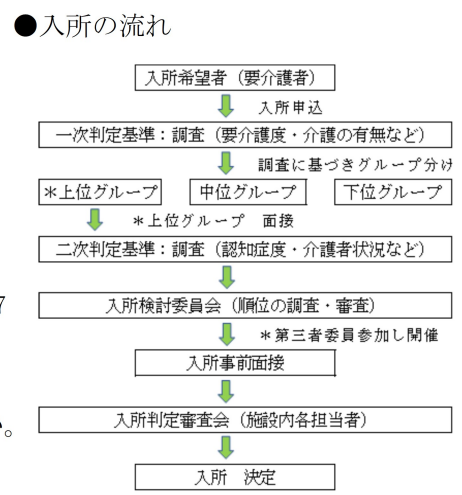 ●入所の流れ
入所希望者（要介護者）
入所申込
一次判定基準：調査（要介護度・介護の有無など）
調査に基づきグループ分け
＊上位グループ 中位グループ 下位グループ
＊上位グループ 面接
二次判定基準：調査（認知症度・介護者状況など）
7
入所検討委員会（順位の調査・審査）
＊第三者委員参加し開催
入所事前面接
入所判定審査会（施設内各担当者）
。
入所 決定